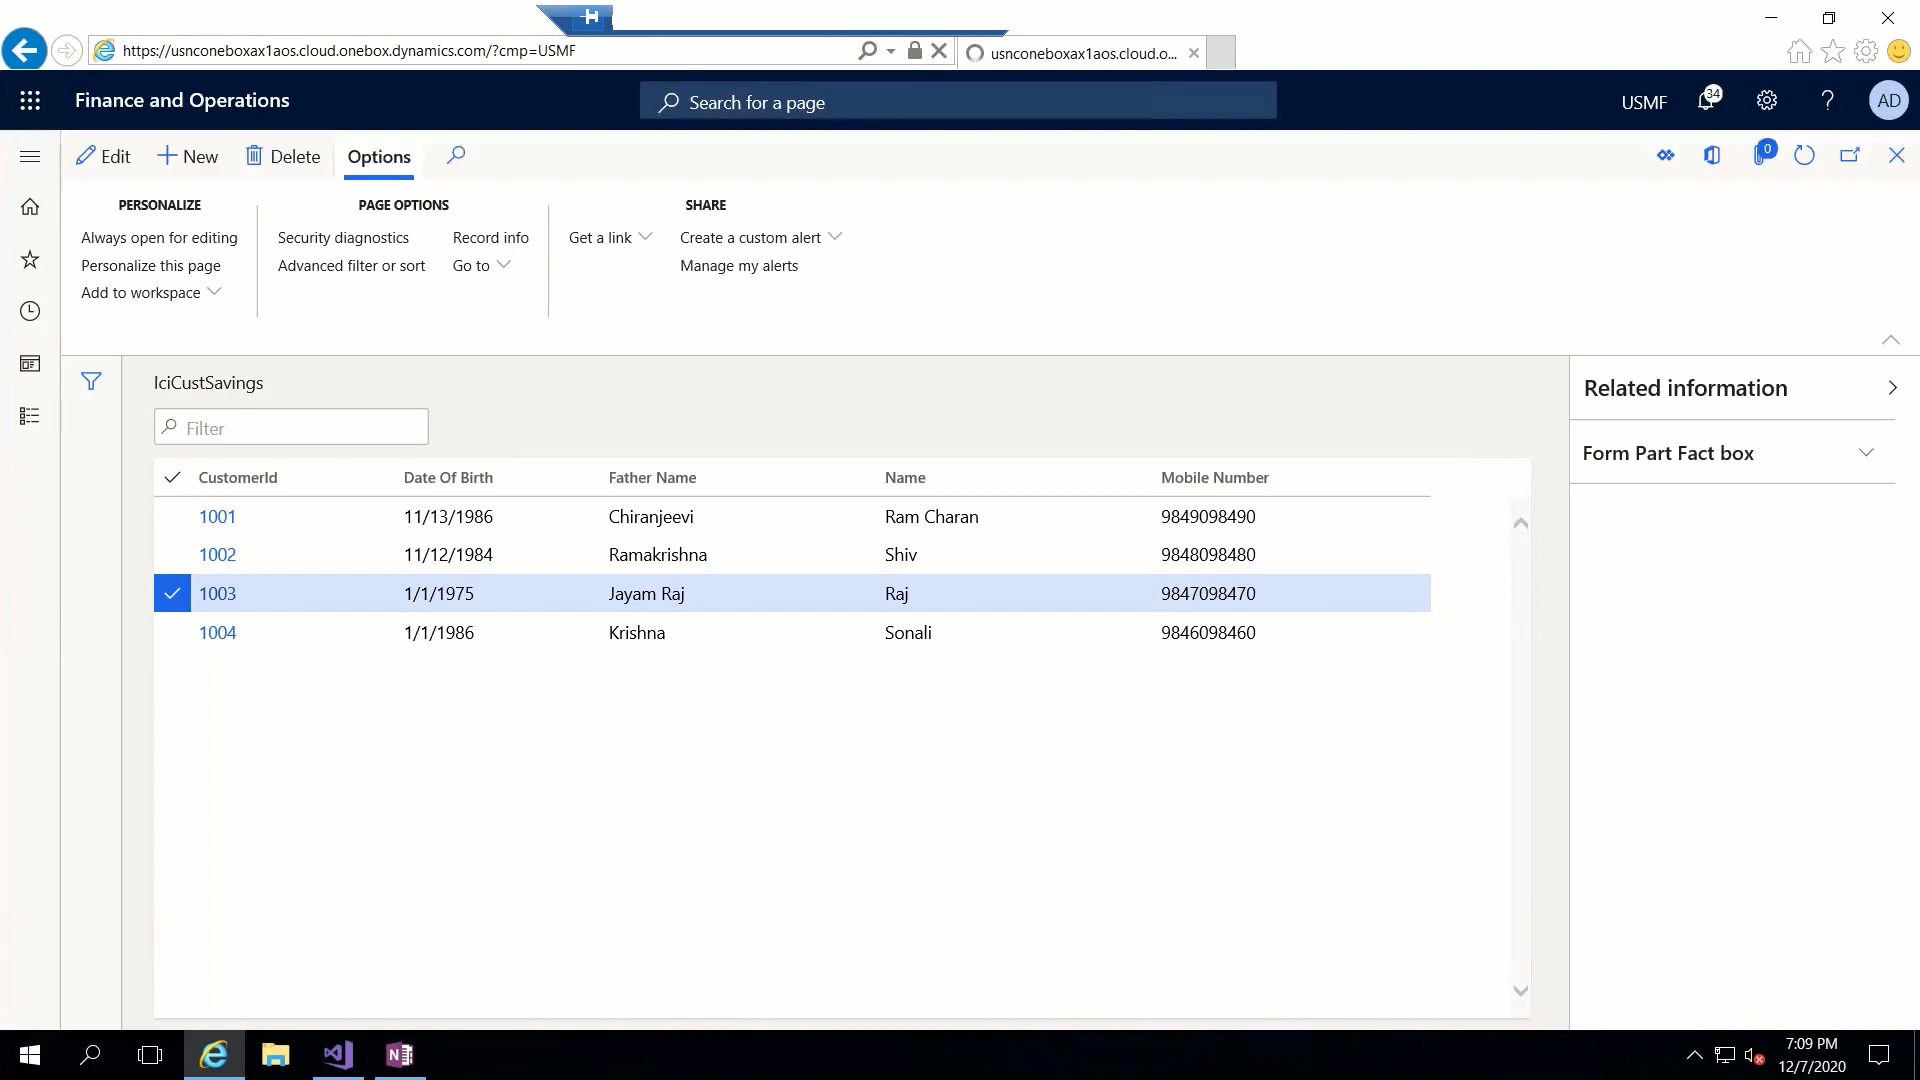 https://usnconeboxax1aos.cloud.onebox.dynamics.com/?cmp=USMF
usnconeboxax1aos.cloud.o...
Finance and Operations
Search for a page
USMF
34
AD
Edit
New
Delete
Options
0
PERSONALIZE
Always open for editing
Personalize this page
Add to workspace
PAGE OPTIONS
Security diagnostics
Record info
Advanced filter or sort
Go to
SHARE
Get a link
Create a custom alert
Manage my alerts
IciCustSavings
Filter
CustomerId Date Of Birth Father Name Name Mobile Number
1001 11/13/1986 Chiranjeevi Ram Charan 9849098490
1002 11/12/1984 Ramakrishna Shiv 9848098480
1003 1/1/1975 Jayam Raj Raj 9847098470
1004 1/1/1986 Krishna Sonali 9846098460
Related information
Form Part Fact box
7:09 PM
12/7/2020